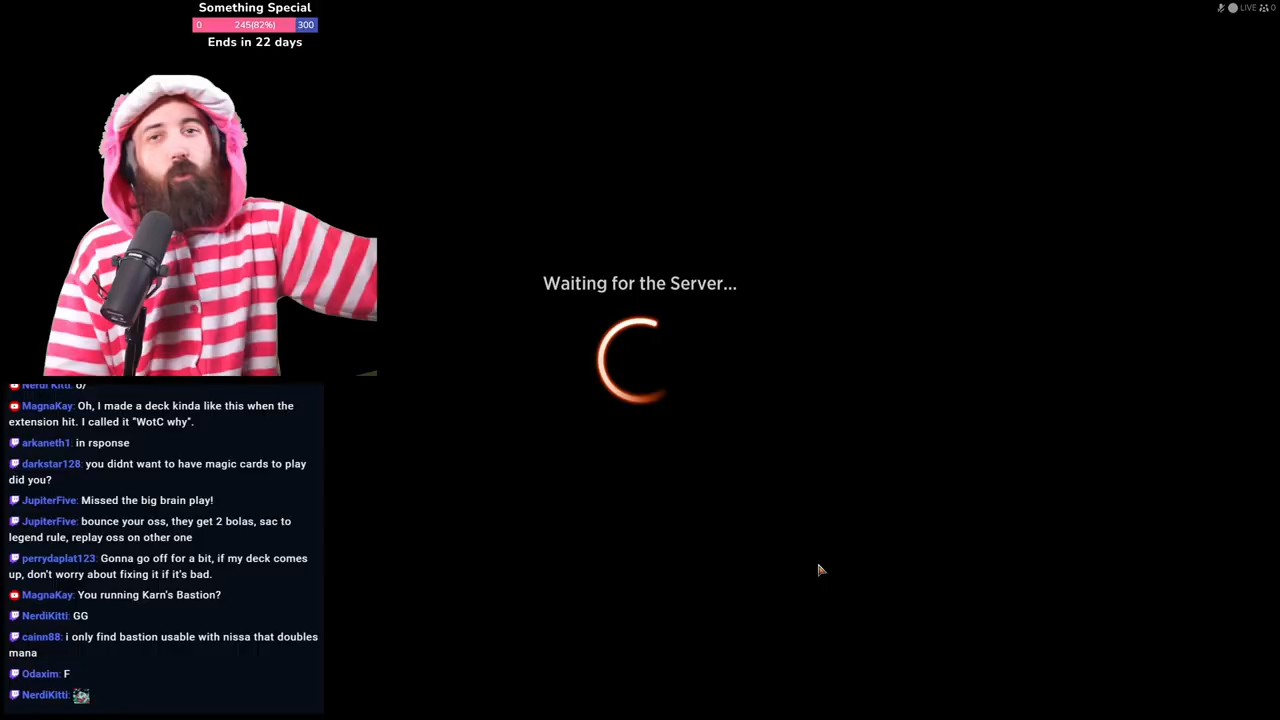 Something Special
0 245(82%) 300
Ends in 22 days
LIVE 0
Waiting for the Server...
Nerdi Kitti: o/
MagnaKay: Oh, I made a deck kinda like this when the
extension hit. I called it "WotC why".
arkaneth1: in rsponse
darkstar128: you didnt want to have magic cards to play
did you?
JupiterFive: Missed the big brain play!
JupiterFive: bounce your oss, they get 2 bolas, sac to
legend rule, replay oss on other one
perrydaplat123: Gonna go off for a bit, if my deck comes
up, don't worry about fixing it if it's bad.
MagnaKay: You running Karn's Bastion?
NerdiKitti: GG
cainn88: i only find bastion usable with nissa that doubles
mana
Odaxim: F
NerdiKitti: